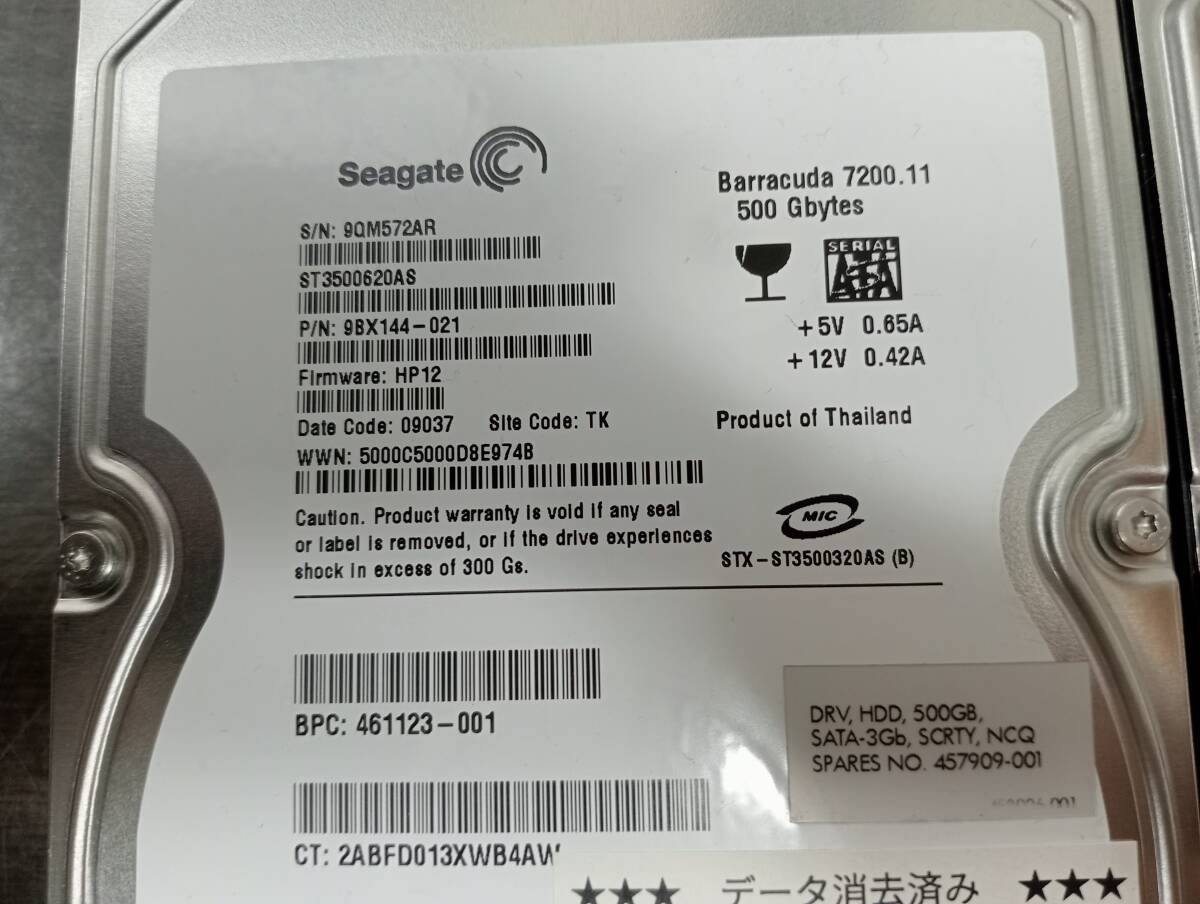 Seagate
S/N: 9QM572AR
ST3500620AS
P/N: 9BX144-021
Firmware: HP12
Date Code: 09037 Site Code: TK
WWN: 5000C5000D8E974B
Caution. Product warranty is void if any seal
or label is removed, or if the drive experiences
shock in excess of 300 Gs.
Barracuda 7200.11
500 Gbytes
SERIAL
ATA
+5V 0.65A
+12V 0.42A
Product of Thailand
MIC
STX-ST3500320AS (B)
BPC: 461123-001
DRV, HDD, 500GB,
SATA-3Gb, SCRTY, NCQ
SPARES NO. 457909-001
CT: 2ABFD013XWB4AW
★★★ データ消去済み ★★★